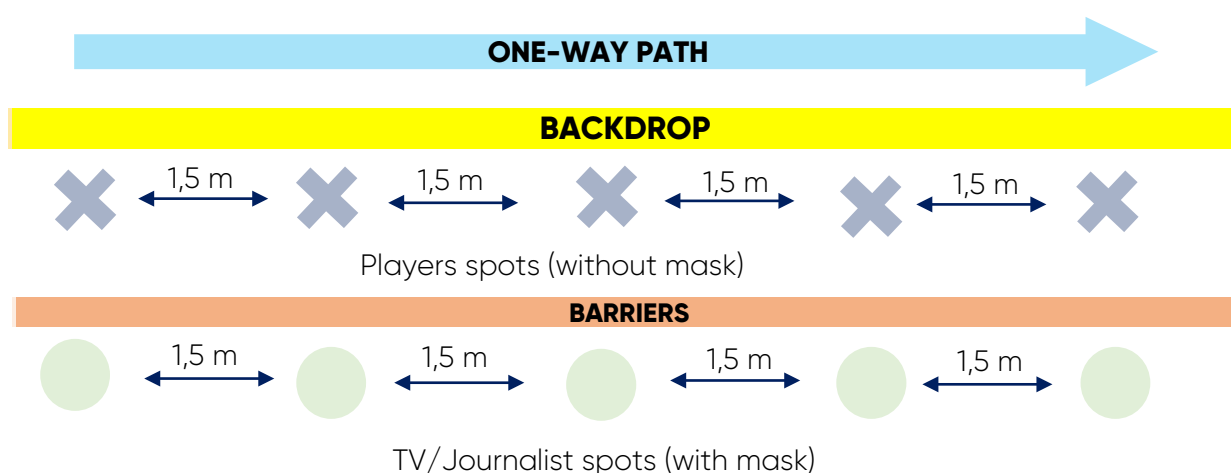 ONE-WAY PATH
BACKDROP
1,5 m 1,5 m 1,5 m 1,5 m
Players spots (without mask)
BARRIERS
1,5 m 1,5 m 1,5 m 1,5 m
TV/Journalist spots (with mask)